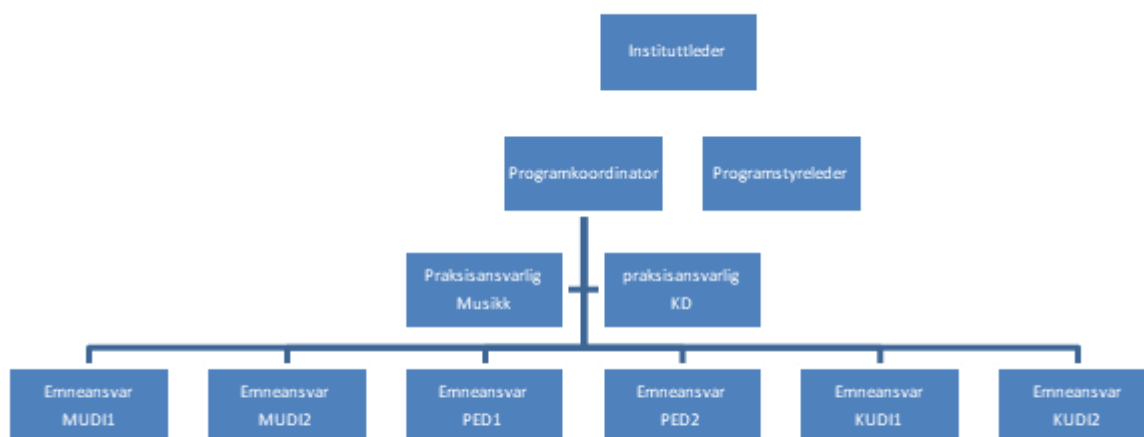 Instituttleder
Programkoordinator
Programstyreleder
Praksisansvarlig
Musikk
praksisansvarlig
KD
Emneansvar
MUDI1
Emneansvar
MUDI2
Emneansvar
PED1
Emneansvar
PED2
Emneansvar
KUDI1
Emneansvar
KUDI2